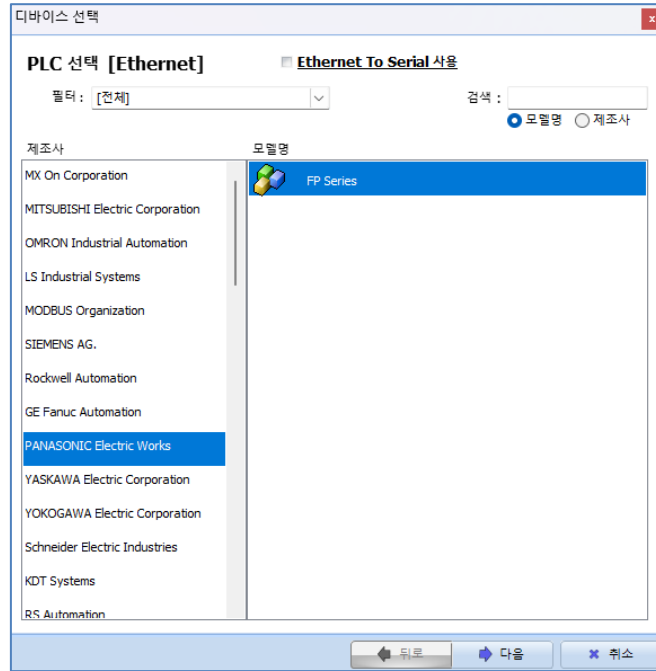 디바이스 선택
x
PLC 선택 [Ethernet]
Ethernet To Serial 사용
필터 : [전체]
검색 :
모델명 제조사
제조사
모델명
MX On Corporation
FP Series
MITSUBISHI Electric Corporation
OMRON Industrial Automation
LS Industrial Systems
MODBUS Organization
SIEMENS AG.
Rockwell Automation
GE Fanuc Automation
PANASONIC Electric Works
YASKAWA Electric Corporation
YOKOGAWA Electric Corporation
Schneider Electric Industries
KDT Systems
RS Automation
뒤로 다음 취소